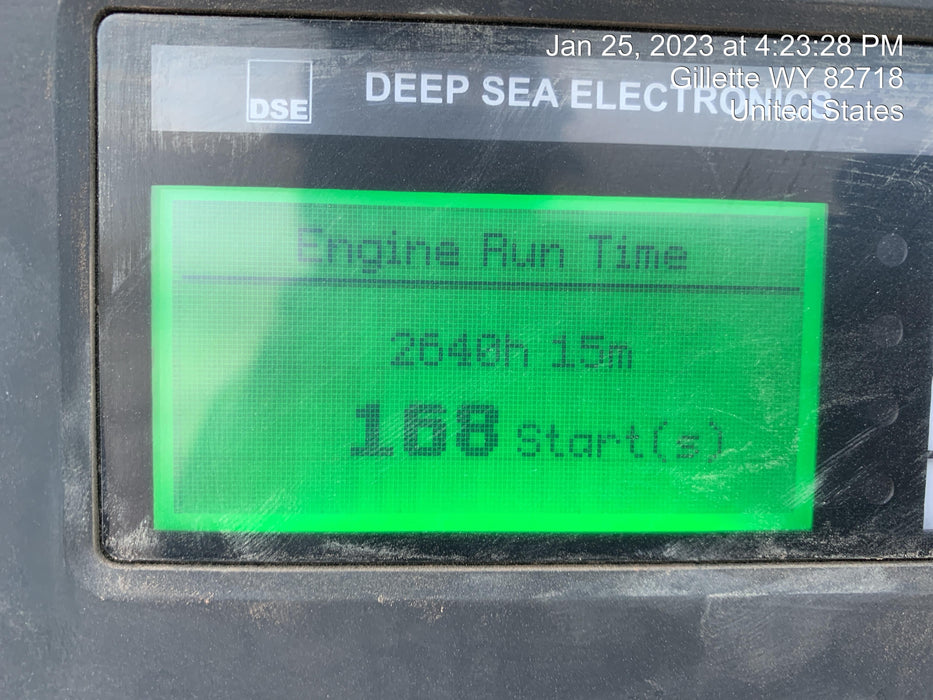 Jan 25, 2023 at 4:23:28 PM
Gillette WY 82718
United States
DSE
DEEP SEA ELECTRONICS
Engine Run Time
2640h 15m
168 Start(s)